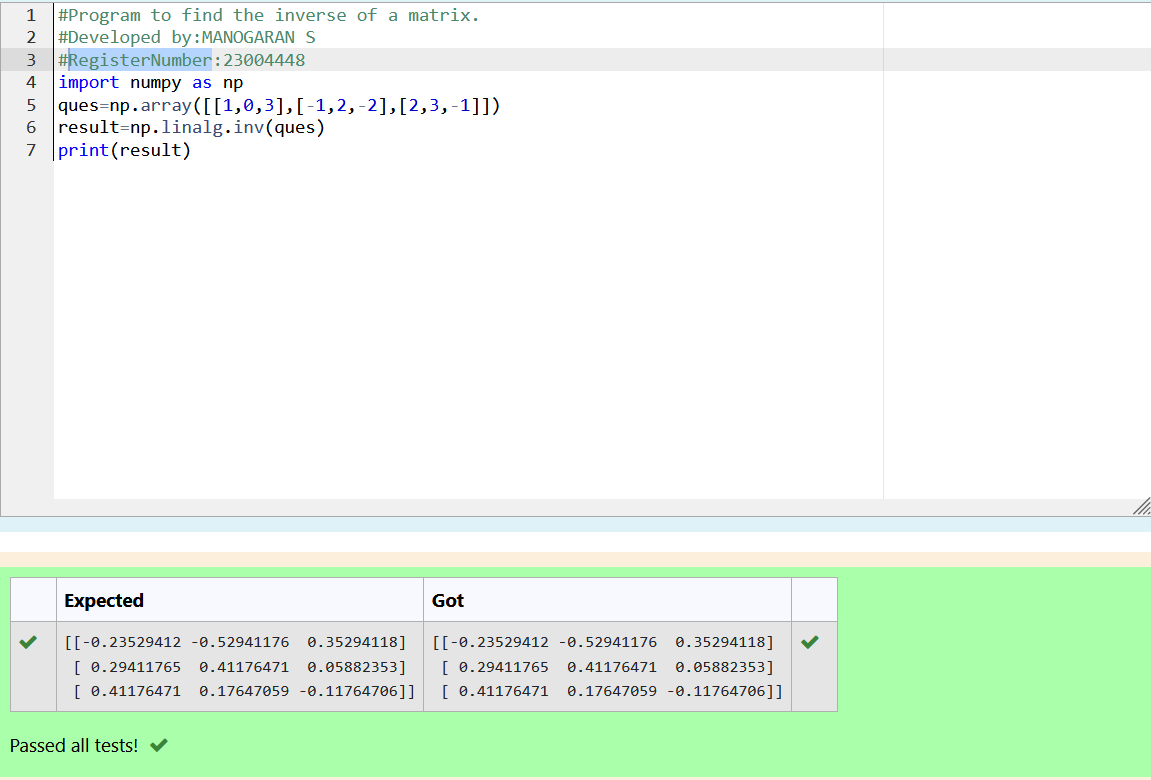 1 #Program to find the inverse of a matrix.
2 #Developed by:MANOGARAN S
3 #RegisterNumber:23004448
4 import numpy as np
5 ques=np.array([[1,0,3],[-1,2,-2],[2,3,-1]])
6 result=np.linalg.inv(ques)
7 print(result)
Expected Got
[[-0.23529412 -0.52941176  0.35294118] [[-0.23529412 -0.52941176  0.35294118]
[ 0.29411765  0.41176471  0.05882353] [ 0.29411765  0.41176471  0.05882353]
[ 0.41176471  0.17647059 -0.11764706]] [ 0.41176471  0.17647059 -0.11764706]]
Passed all tests!